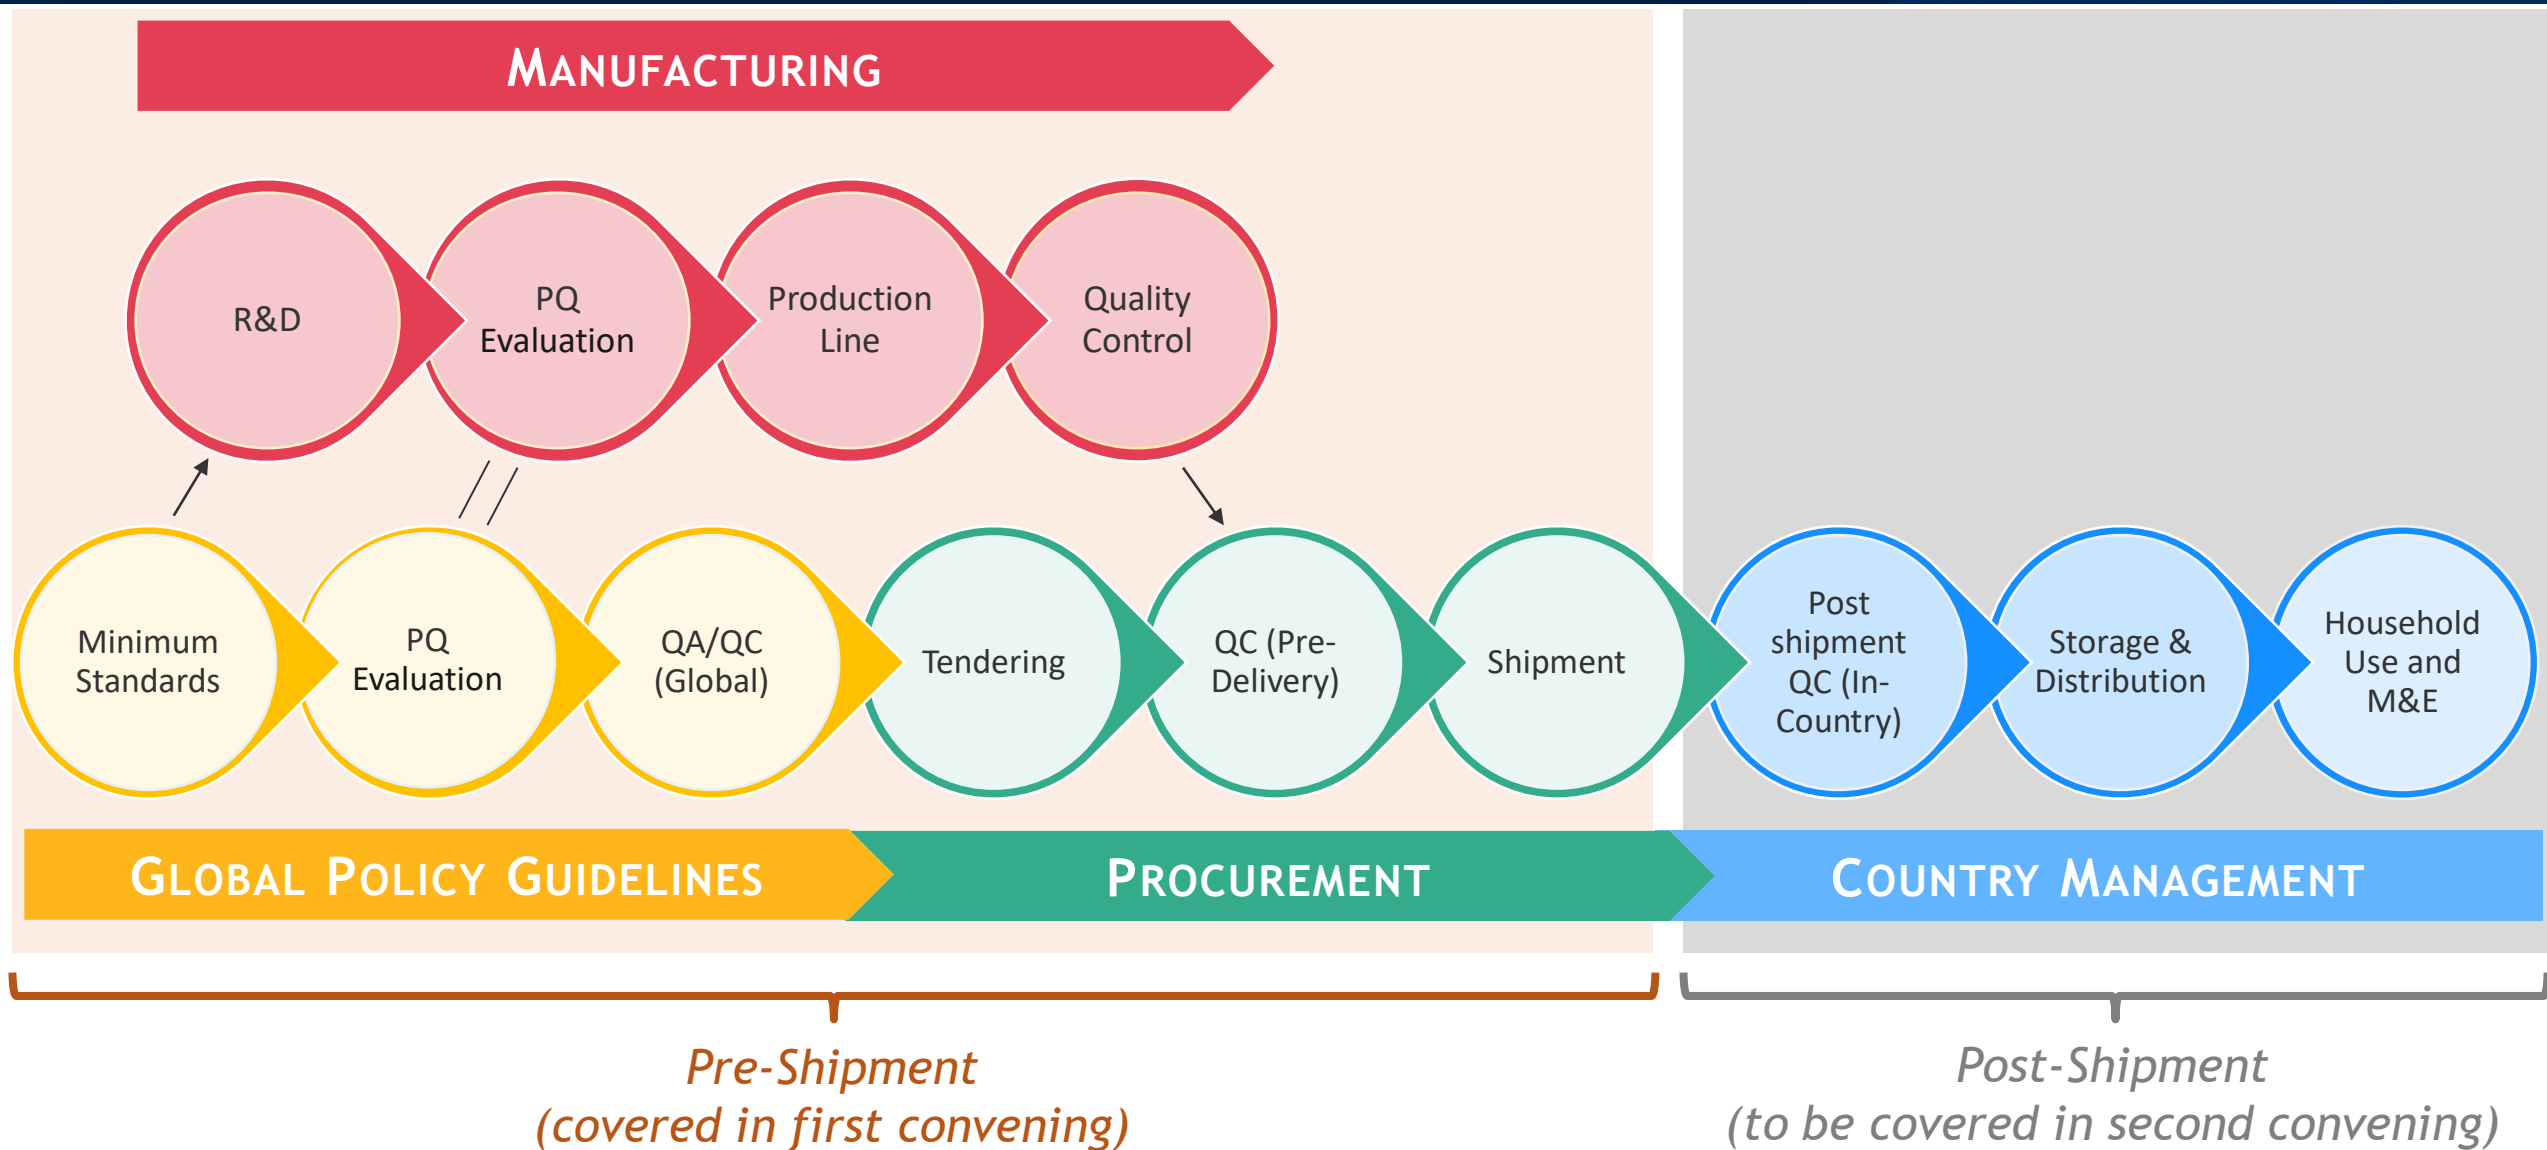 MANUFACTURING
R&D
PQ
Evaluation
Production
Line
Quality
Control
Minimum
Standards
PQ
Evaluation
QA/QC
(Global)
Tendering
QC (Pre-
Delivery)
Shipment
Post
shipment
QC (In-
Country)
Storage &
Distribution
Household
Use and
M&E
GLOBAL POLICY GUIDELINES
PROCUREMENT
COUNTRY MANAGEMENT
Pre-Shipment
(covered in first convening)
Post-Shipment
(to be covered in second convening)